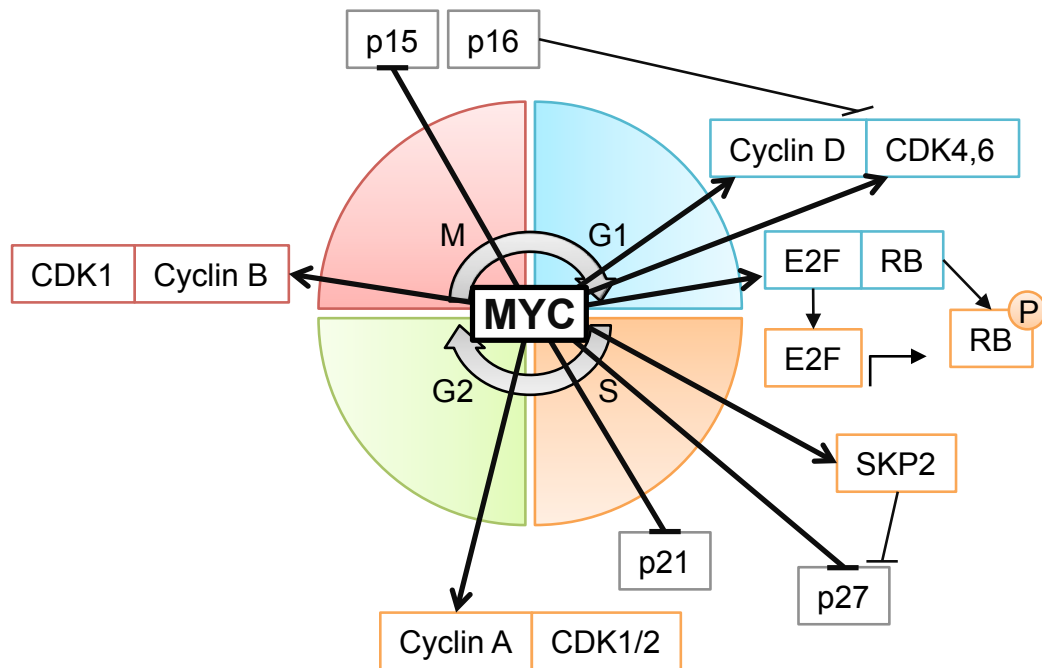 p15
p16
Cyclin D
CDK4,6
M
G1
CDK1
Cyclin B
E2F
RB
MYC
P
E2F
RB
G2
S
SKP2
p21
p27
Cyclin A
CDK1/2